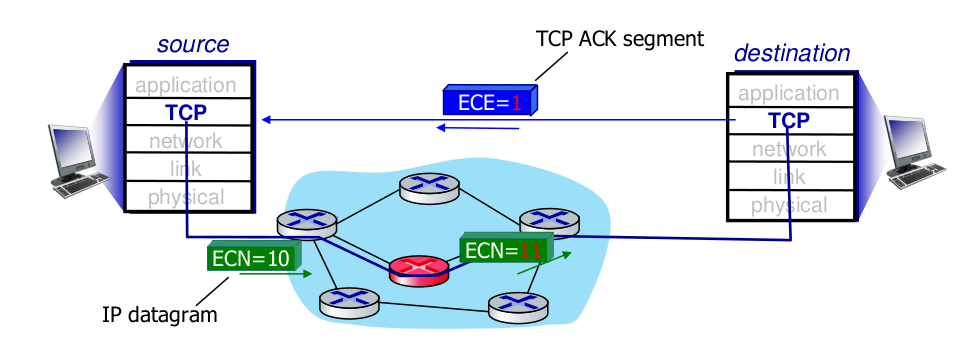 source
TCP ACK segment
destination
application
TCP
network
link
physical
ECE=1
application
TCP
network
link
physical
ECN=10
ECN=11
IP datagram